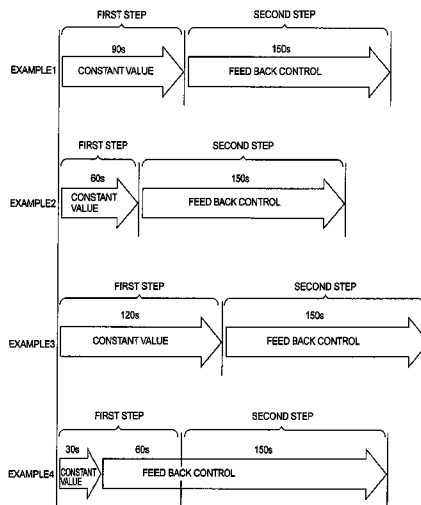 FIRST STEP SECOND STEP
90s 150s
EXAMPLE1 CONSTANT VALUE FEED BACK CONTROL
FIRST STEP SECOND STEP
60s 150s
EXAMPLE2 CONSTANT VALUE FEED BACK CONTROL
FIRST STEP SECOND STEP
120s 150s
EXAMPLE3 CONSTANT VALUE FEED BACK CONTROL
FIRST STEP SECOND STEP
30s 60s 150s
EXAMPLE4 CONSTANT VALUE FEED BACK CONTROL